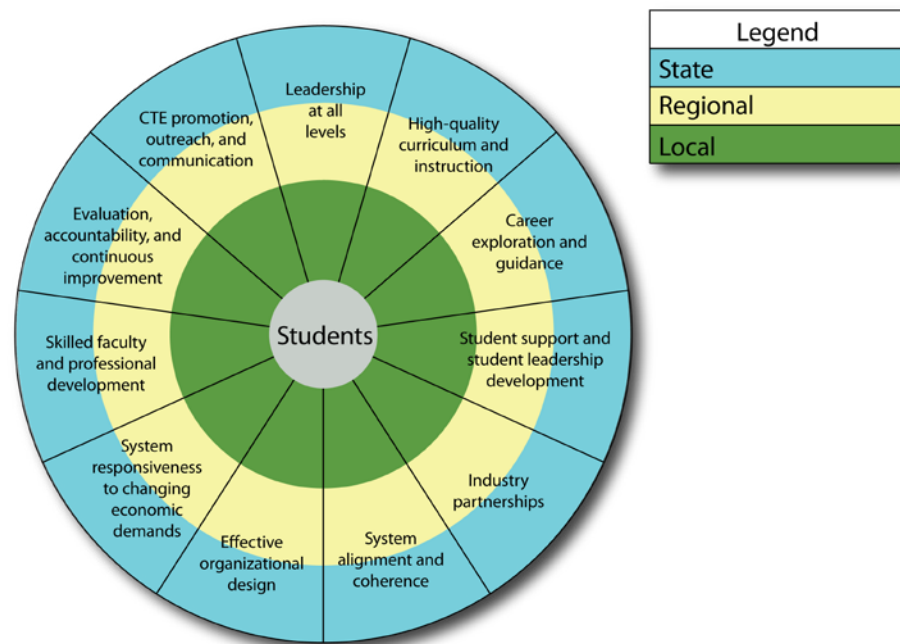 Legend
State
Regional
Local
Leadership
at all
levels
High-quality
curriculum and
instruction
Career
exploration and
guidance
Student support and
student leadership
development
Industry
partnerships
System
alignment and
coherence
Effective
organizational
design
System
responsiveness
to changing
economic
demands
Skilled faculty
and professional
development
Evaluation,
accountability, and
continuous
improvement
CTE promotion,
outreach, and
communication
Students